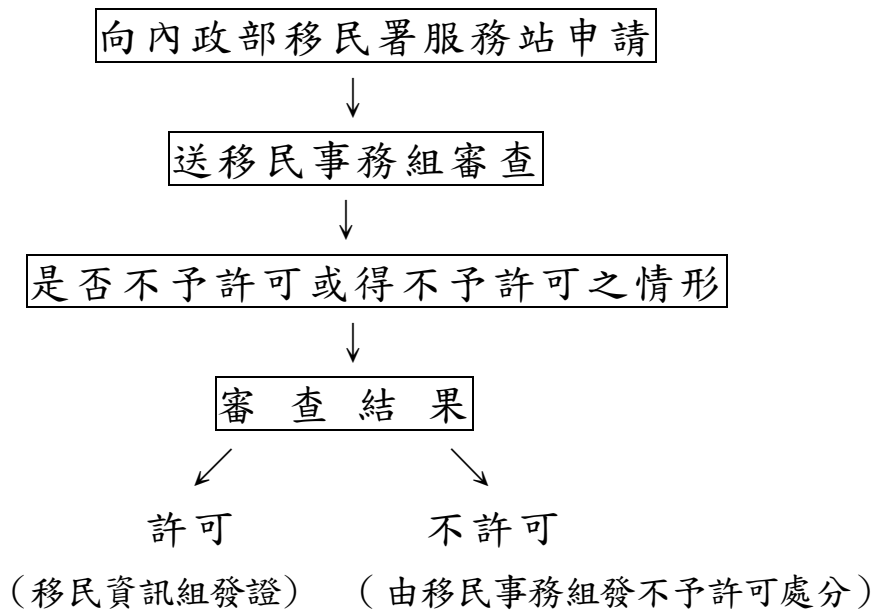 向內政部移民署服務站申請
送移民事務組審查
是否不予許可或得不予許可之情形
審查結果
許可 不許可
（移民資訊組發證） （由移民事務組發不予許可處分）